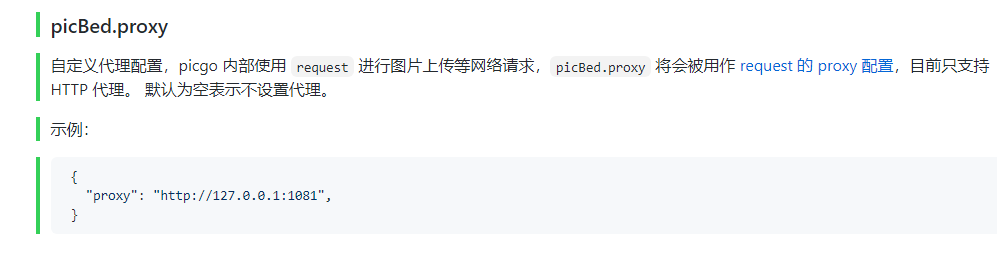 picBed.proxy
自定义代理配置，picgo 内部使用 request 进行图片上传等网络请求，picBed.proxy 将会被用作 request 的 proxy 配置，目前只支持
HTTP 代理。 默认为空表示不设置代理。
示例：
{
  "proxy": "http://127.0.0.1:1081",
}